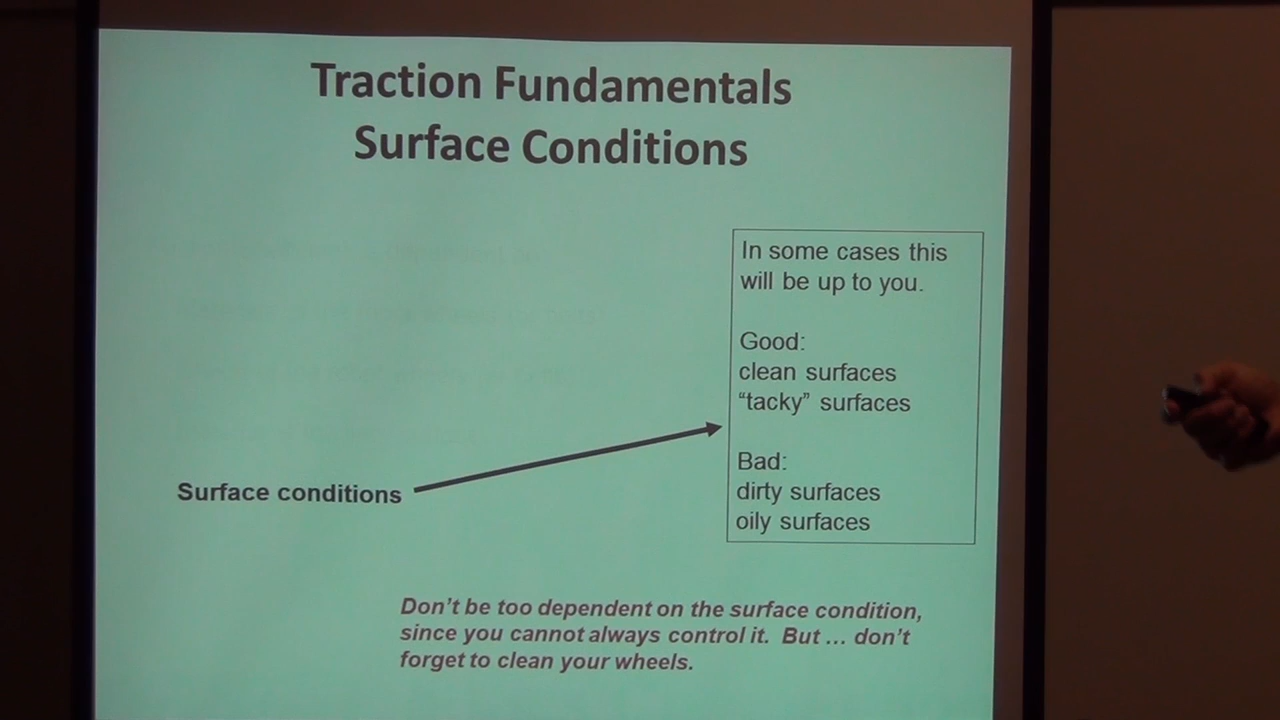 Traction Fundamentals
Surface Conditions
In some cases this
will be up to you.
Good:
clean surfaces
“tacky” surfaces
Bad:
dirty surfaces
oily surfaces
Surface conditions
Don’t be too dependent on the surface condition,
since you cannot always control it. But … don’t
forget to clean your wheels.